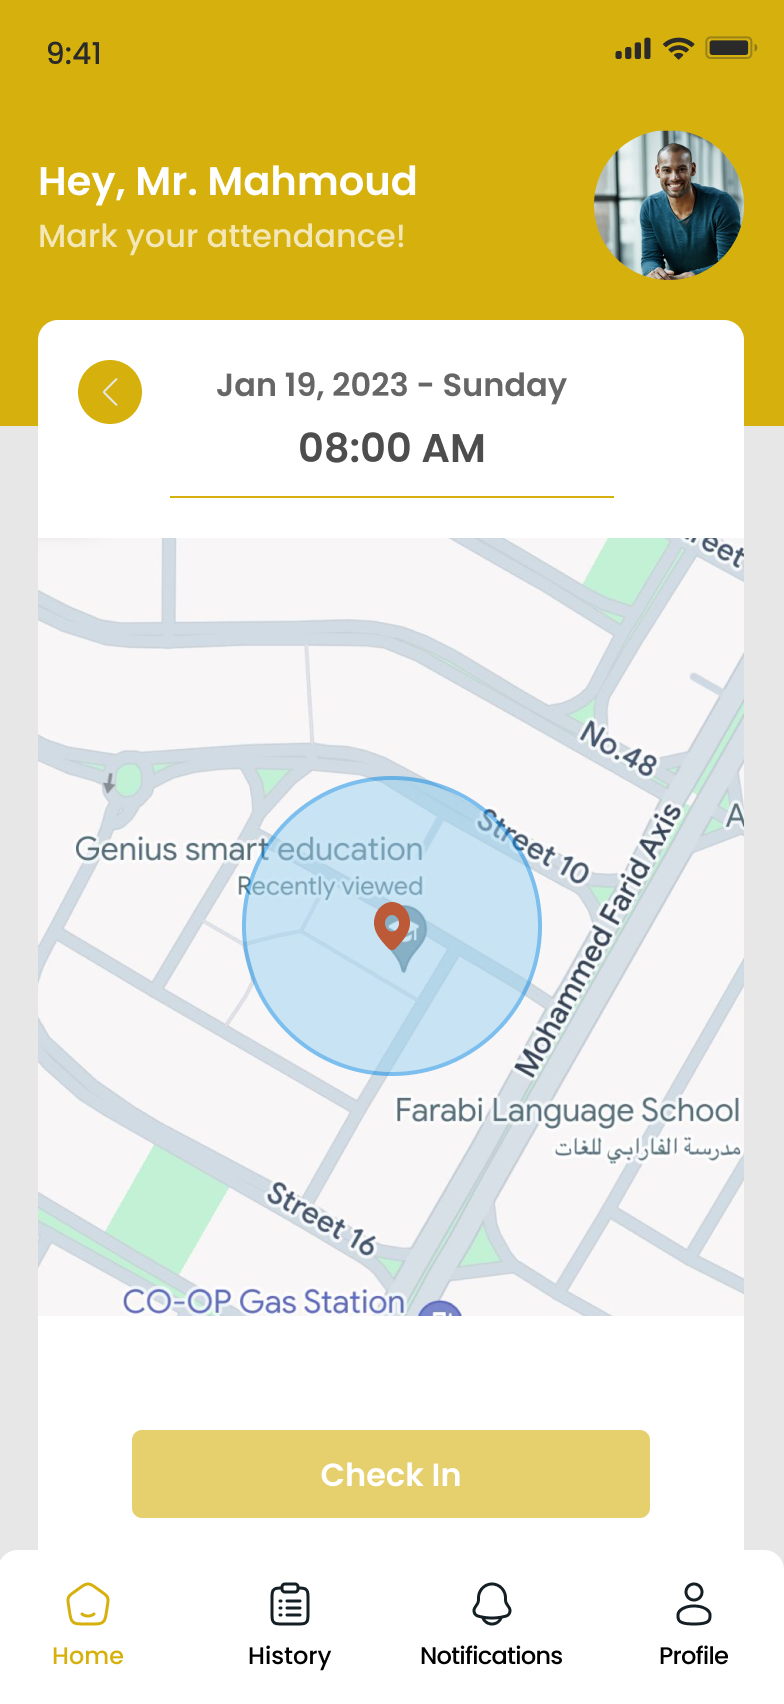 9:41
Hey, Mr. Mahmoud
Mark your attendance!
Jan 19, 2023 - Sunday
08:00 AM
No.48
Genius smart education
Recently viewed
Street 10
Mohammed Farid Axis
Farabi Language School
مدرسة الفارابي للغات
Street 16
CO-OP Gas Station
Check In
Home
History
Notifications
Profile